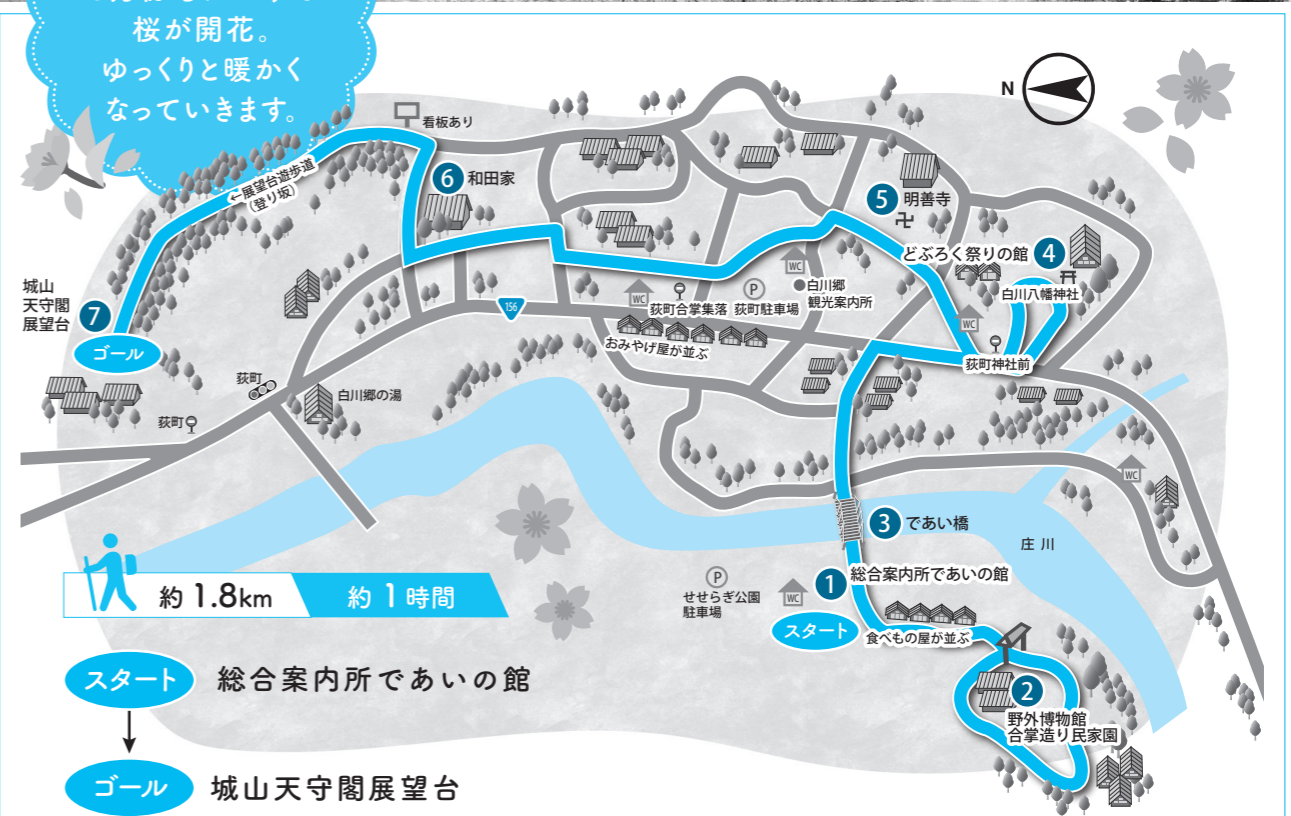 桜が開花。
ゆっくりと暖かく
なっていきます。
N
看板あり
←展望台遊歩道
(登り坂)
6 和田家
5 明善寺
卍
どぶろく祭りの館 4
白川八幡神社
WC
白川郷
観光案内所
城山
天守閣
展望台
7
ゴール
156
WC
荻町合掌集落
P
荻町駐車場
WC
荻町神社前
おみやげ屋が並ぶ
荻町
白川郷の湯
荻町
WC
3 であい橋
庄川
約1.8km 約1時間
P
せせらぎ公園
駐車場
WC
1 総合案内所であいの館
スタート
食べもの屋が並ぶ
2
野外博物館
合掌造り民家園
スタート 総合案内所であいの館
ゴール 城山天守閣展望台